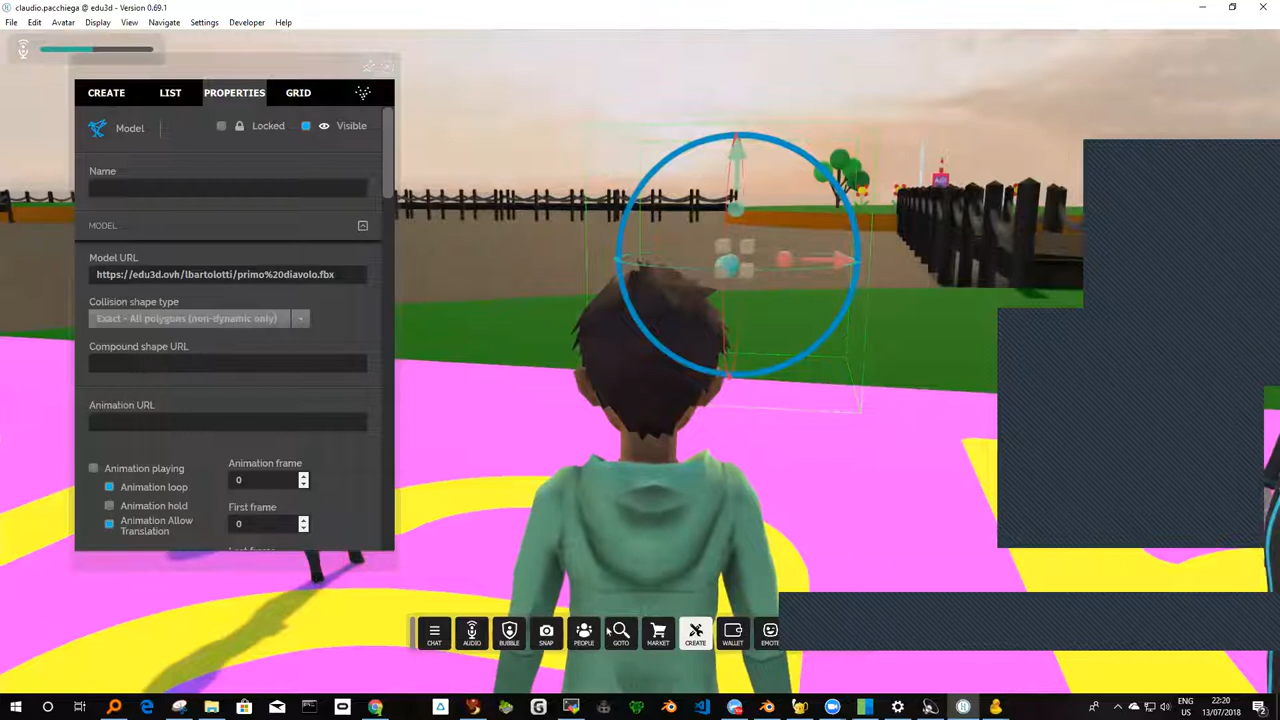 claudio.pacchiega @ edu3d - Version 0.69.1
File Edit Avatar Display View Navigate Settings Developer Help
CREATE LIST PROPERTIES GRID
Model Locked Visible
Name
MODEL
Model URL
https://edu3d.ovh/lbartolotti/primo%20diavolo.fbx
Collision shape type
Exact - All polygons (non-dynamic only)
Compound shape URL
Animation URL
Animation playing
Animation loop
Animation hold
Animation Allow
Translation
Animation frame
0
First frame
0
CHAT AUDIO BUBBLE SNAP PEOPLE GOTO MARKET CREATE WALLET EMOTE
ENG
US
22:20
13/07/2018